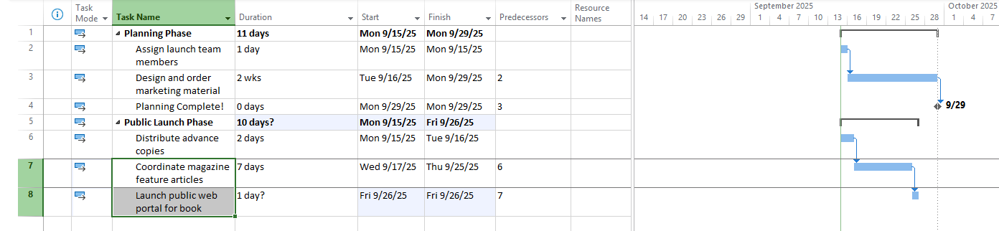 Task Mode Task Name Duration Start Finish Predecessors Resource Names
September 2025 October 2025
14 17 20 23 26 29 1 4 7 10 13 16 19 22 25 28 1 4 7
1 Planning Phase 11 days Mon 9/15/25 Mon 9/29/25
2 Assign launch team members 1 day Mon 9/15/25 Mon 9/15/25
3 Design and order marketing material 2 wks Tue 9/16/25 Mon 9/29/25 2
4 Planning Complete! 0 days Mon 9/29/25 Mon 9/29/25 3 9/29
5 Public Launch Phase 10 days? Mon 9/15/25 Fri 9/26/25
6 Distribute advance copies 2 days Mon 9/15/25 Tue 9/16/25
7 Coordinate magazine feature articles 7 days Wed 9/17/25 Thu 9/25/25 6
8 Launch public web portal for book 1 day? Fri 9/26/25 Fri 9/26/25 7